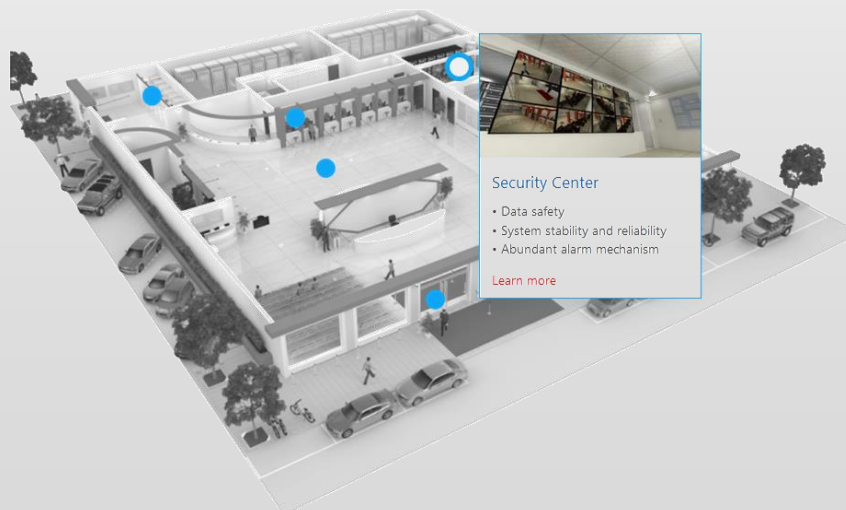 Security Center
• Data safety
• System stability and reliability
• Abundant alarm mechanism
Learn more